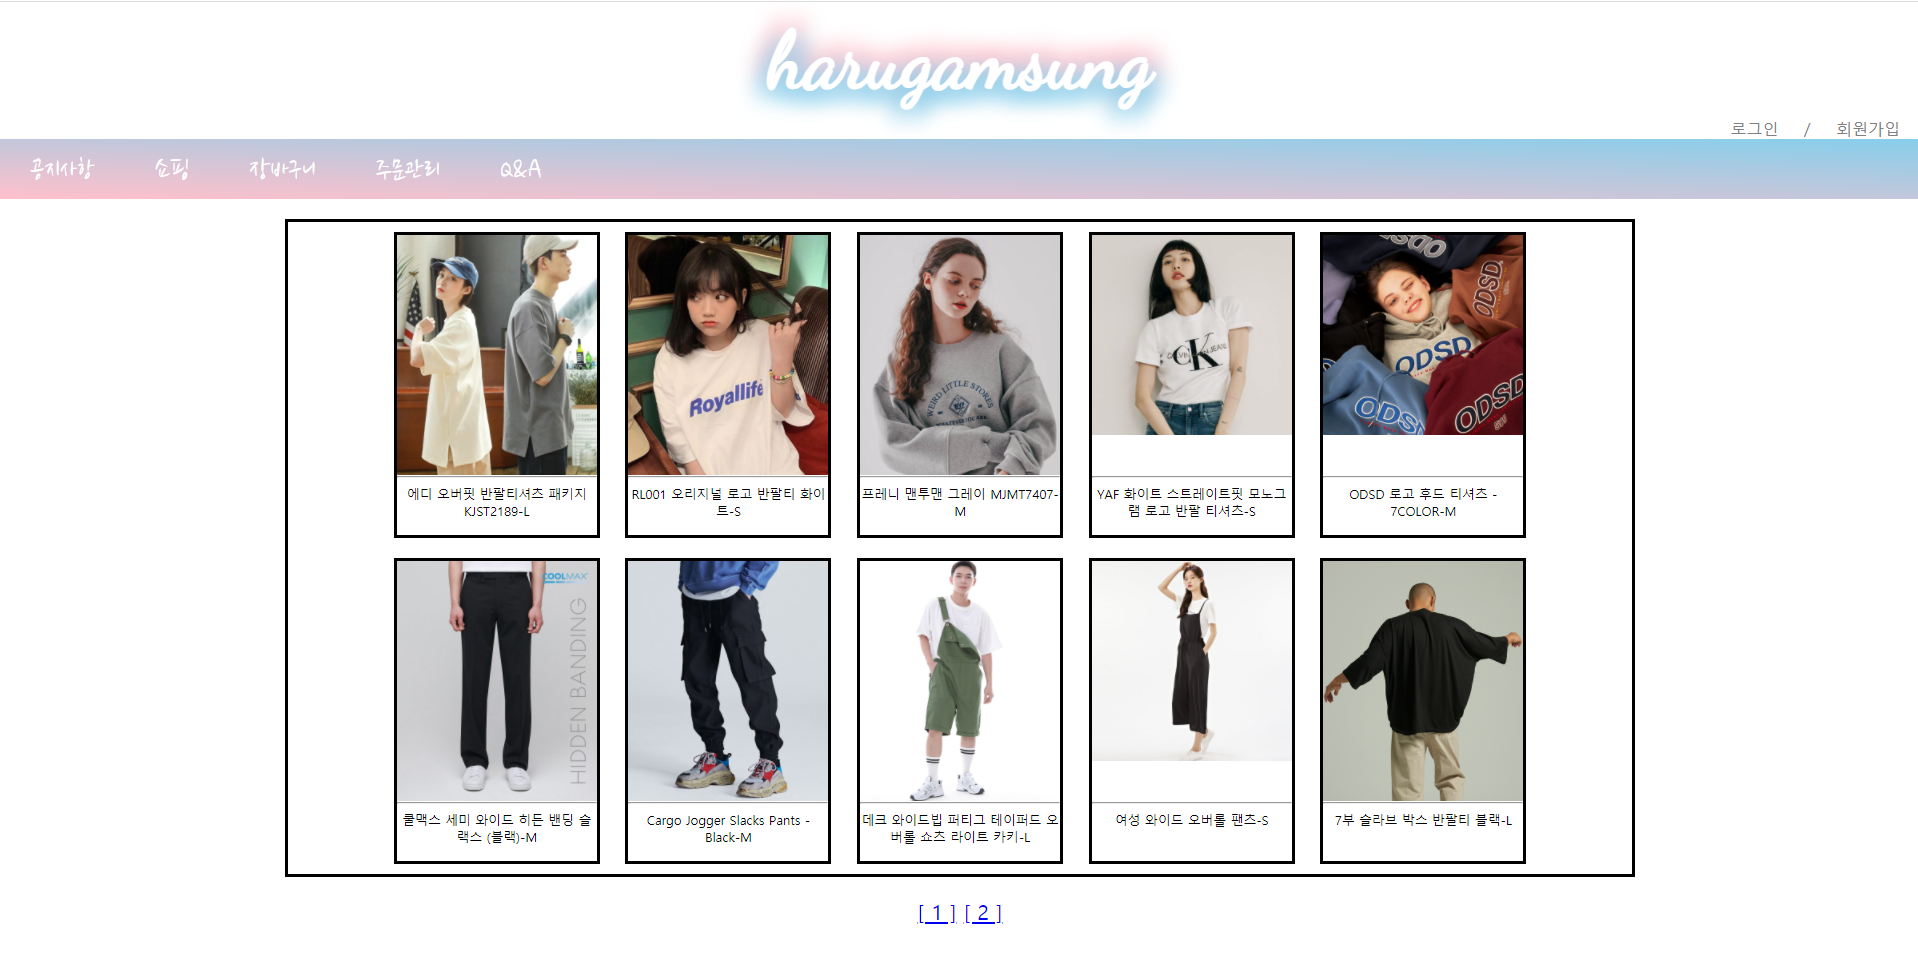 harugamsung
로그인 / 회원가입
공지사항 쇼핑 장바구니 주문관리 Q&A
Royallife
WEIRD LITTLE STORES
CALVIN KLEIN JEANS
CK
ODSD
ODSD
ODSD
ODSD
ODSD
에디 오버핏 반팔티셔츠 패키지
KJST2189-L
RL001 오리지널 로고 반팔티 화이
트-S
프레니 맨투맨 그레이 MJMT7407-
M
YAF 화이트 스트레이트핏 모노그
램 로고 반팔 티셔츠-S
ODSD 로고 후드 티셔츠 -
7COLOR-M
COOLMAX
HIDDEN BANDING
쿨맥스 세미 와이드 히든 밴딩 슬
랙스 (블랙)-M
Cargo Jogger Slacks Pants -
Black-M
데크 와이드빕 퍼티그 테이퍼드 오
버롤 쇼츠 라이트 카키-L
여성 와이드 오버롤 팬츠-S
7부 슬라브 박스 반팔티 블랙-L
[ 1 ] [ 2 ]